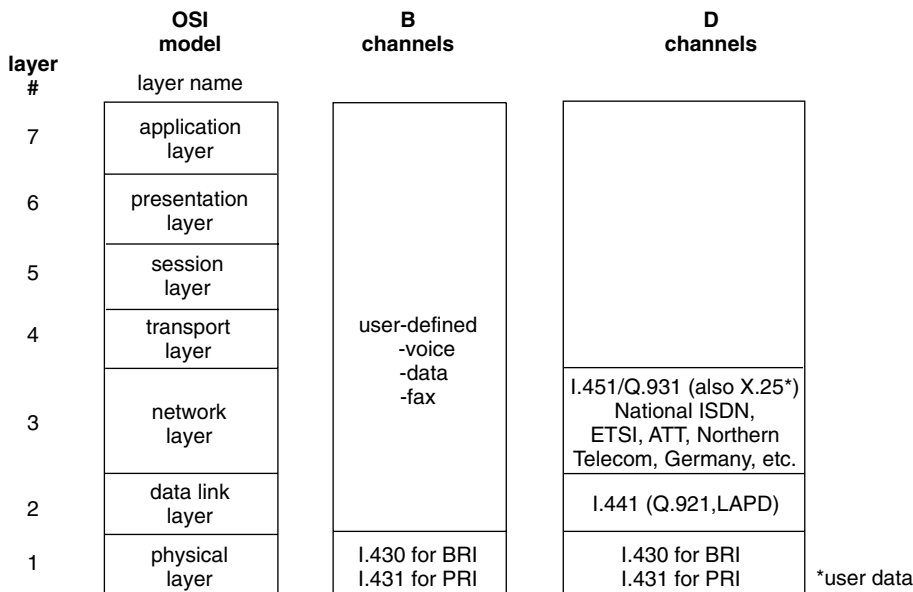 OSI model
B channels
D channels
layer #
layer name
7
application layer
6
presentation layer
5
session layer
4
transport layer
user-defined
-voice
-data
-fax
3
network layer
I.451/Q.931 (also X.25*)
National ISDN,
ETSI, ATT, Northern
Telecom, Germany, etc.
2
data link layer
I.441 (Q.921,LAPD)
1
physical layer
I.430 for BRI
I.431 for PRI
I.430 for BRI
I.431 for PRI
*user data